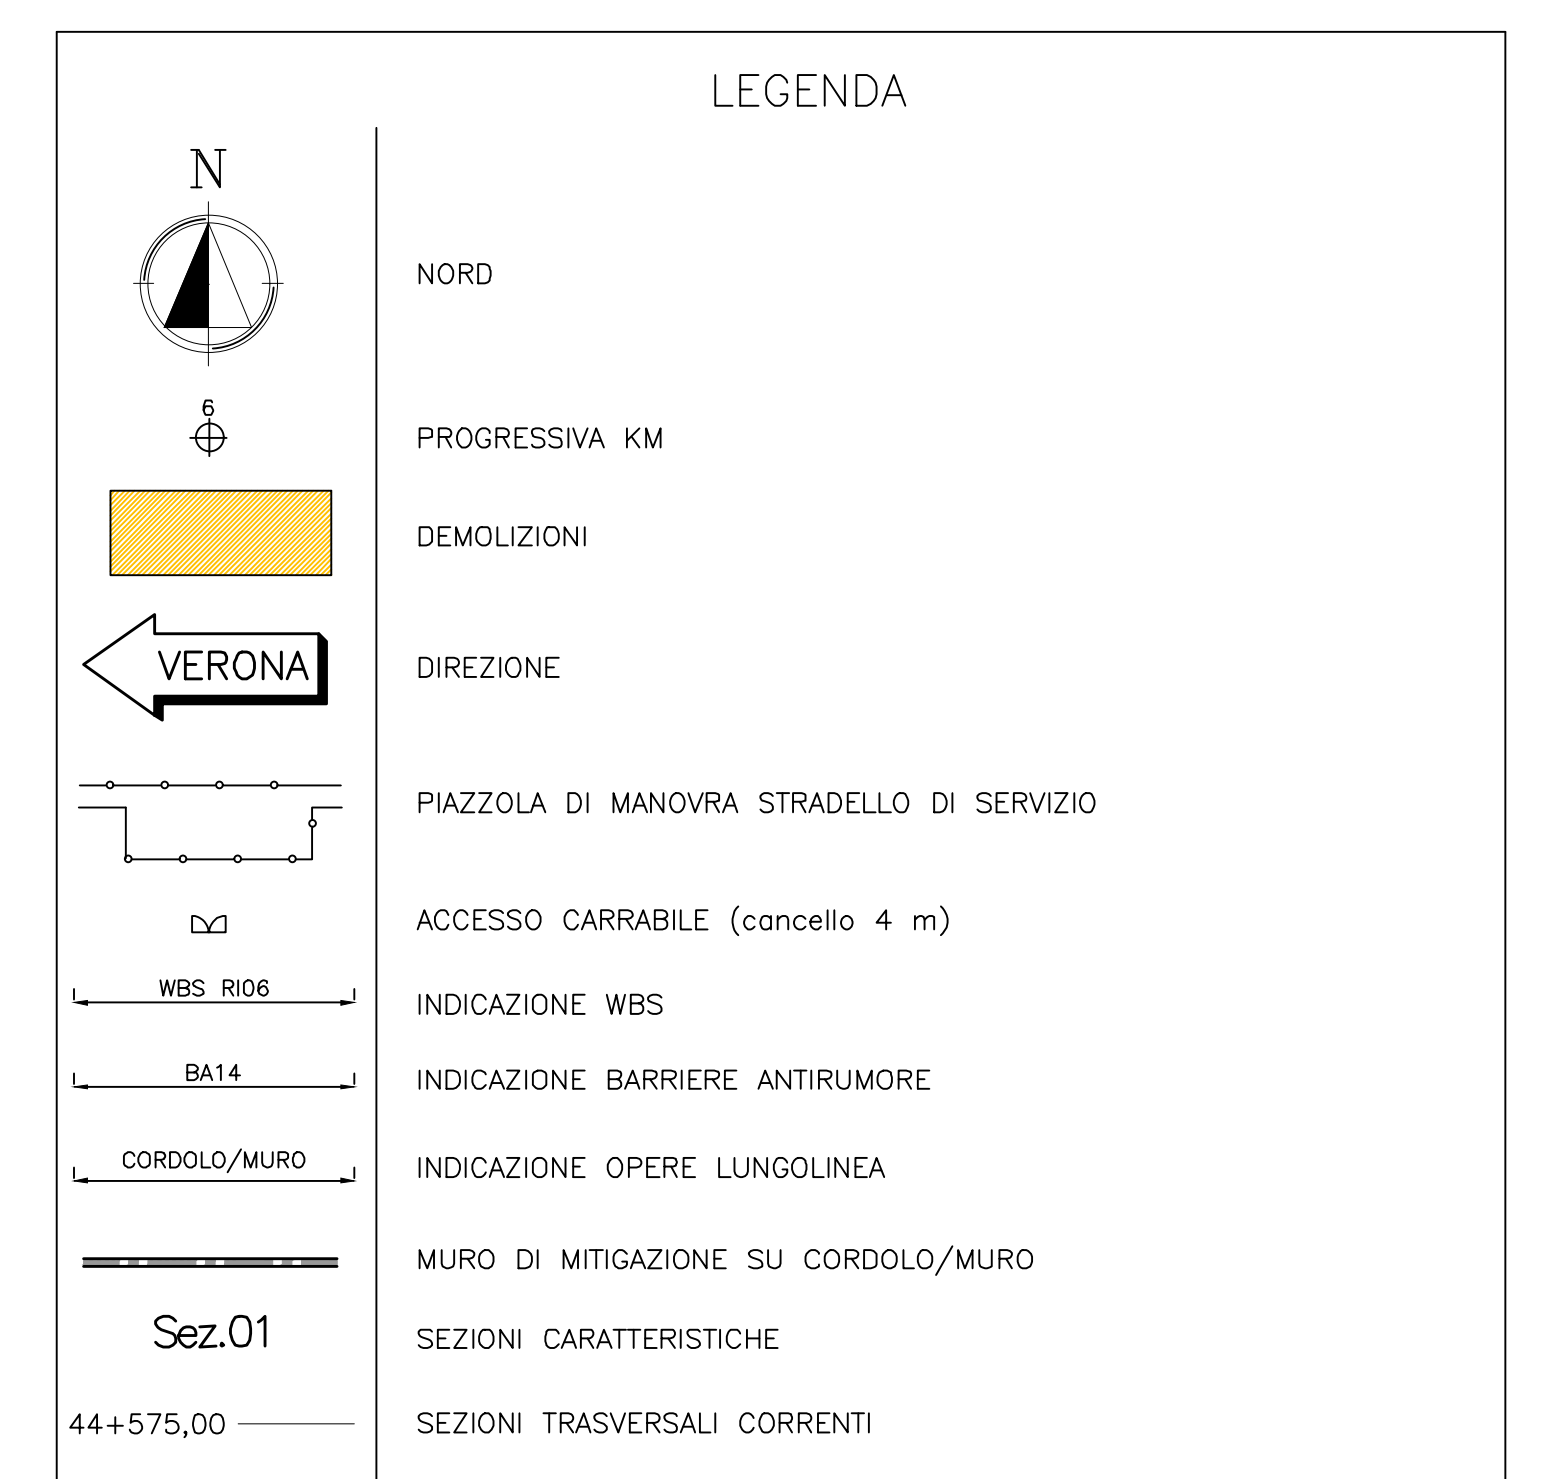 LEGENDA
N
NORD
6
PROGRESSIVA KM
DEMOLIZIONI
VERONA
DIREZIONE
PIAZZOLA DI MANOVRA STRADELLO DI SERVIZIO
ACCESSO CARRABILE (cancello 4 m)
WBS RI06
INDICAZIONE WBS
BA14
INDICAZIONE BARRIERE ANTIRUMORE
CORDOLO/MURO
INDICAZIONE OPERE LUNGOLINEA
MURO DI MITIGAZIONE SU CORDOLO/MURO
Sez.01
SEZIONI CARATTERISTICHE
44+575,00
SEZIONI TRASVERSALI CORRENTI